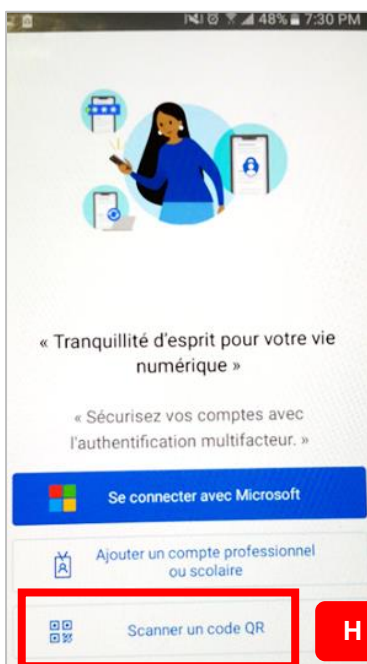 48% 7:30 PM
« Tranquillité d'esprit pour votre vie
numérique »
« Sécurisez vos comptes avec
l'authentification multifacteur. »
Se connecter avec Microsoft
Ajouter un compte professionnel
ou scolaire
Scanner un code QR
H